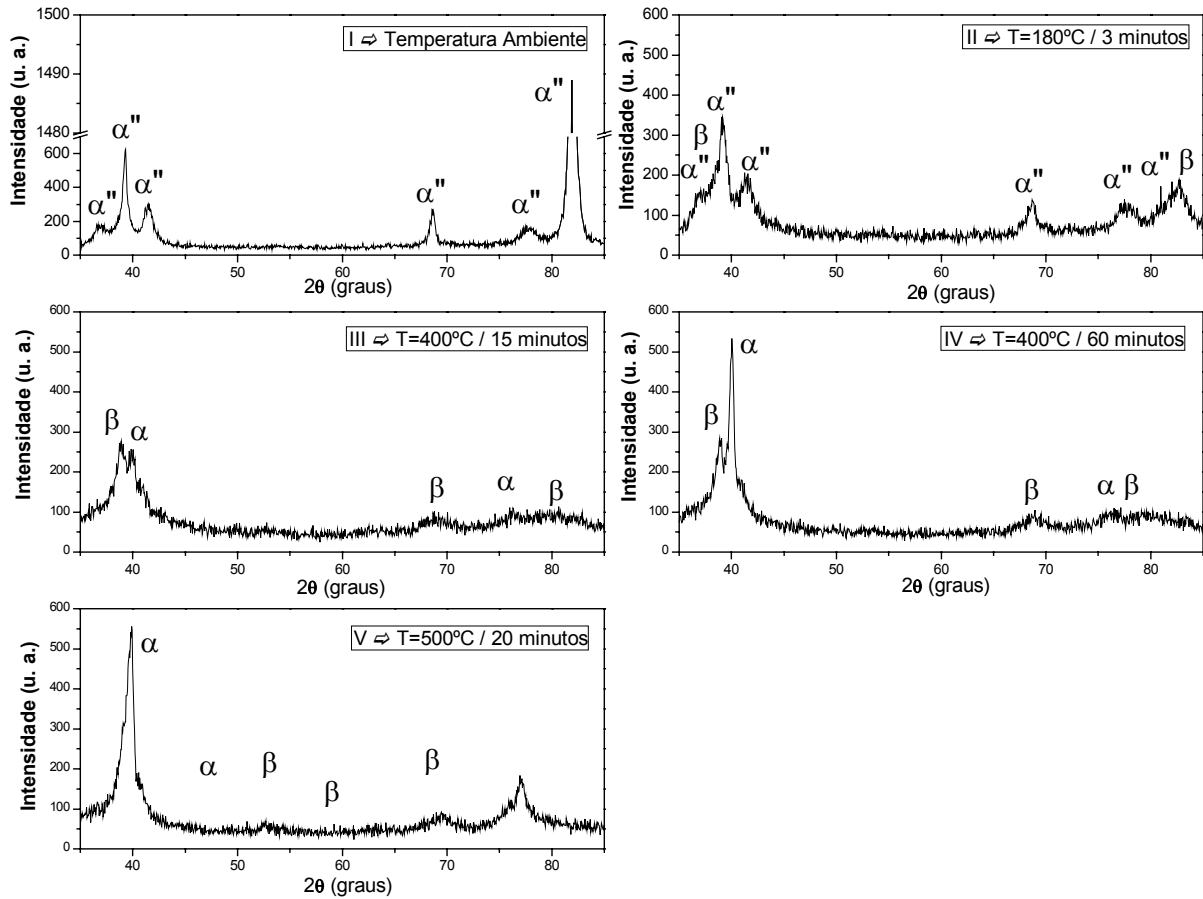 I ⇨ Temperatura Ambiente
Intensidade (u. a.)
1500
1490
1480
600
400
200
0
α"
α"
α"
α"
α"
α"
40
50
60
70
80
2θ (graus)
II ⇨ T=180ºC / 3 minutos
Intensidade (u. a.)
600
500
400
300
200
100
0
α"
β
α"
α"
α"
α"
α"
β
40
50
60
70
80
2θ (graus)
III ⇨ T=400ºC / 15 minutos
Intensidade (u. a.)
600
500
400
300
200
100
0
β
α
β
α
β
40
50
60
70
80
2θ (graus)
IV ⇨ T=400ºC / 60 minutos
Intensidade (u. a.)
600
500
400
300
200
100
0
β
α
β
α
β
40
50
60
70
80
2θ (graus)
V ⇨ T=500ºC / 20 minutos
Intensidade (u. a.)
600
500
400
300
200
100
0
α
α
β
β
β
40
50
60
70
80
2θ (graus)